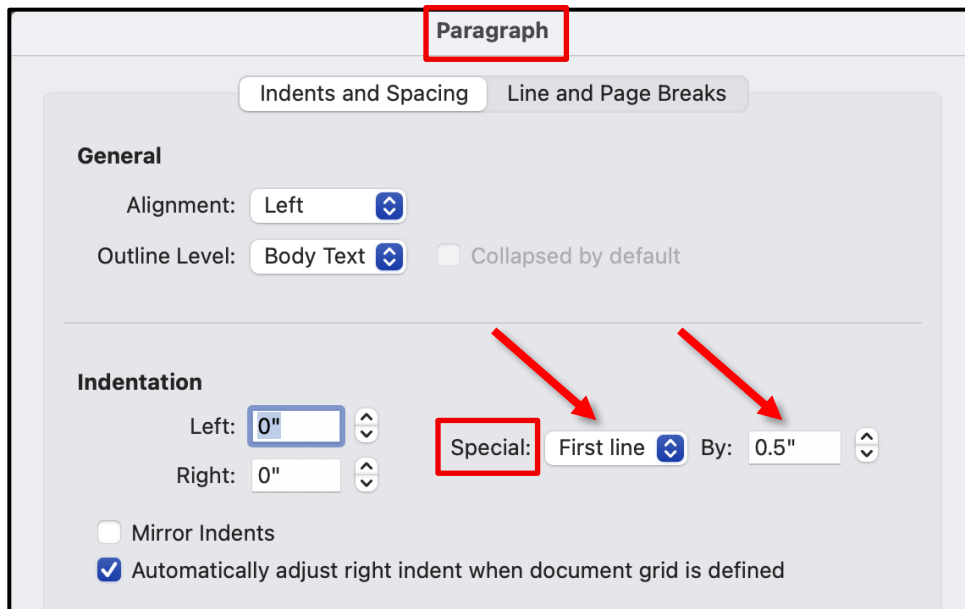 Paragraph
Indents and Spacing Line and Page Breaks
General
Alignment: Left
Outline Level: Body Text Collapsed by default
Indentation
Left: 0"
Special: First line By: 0.5"
Right: 0"
Mirror Indents
Automatically adjust right indent when document grid is defined